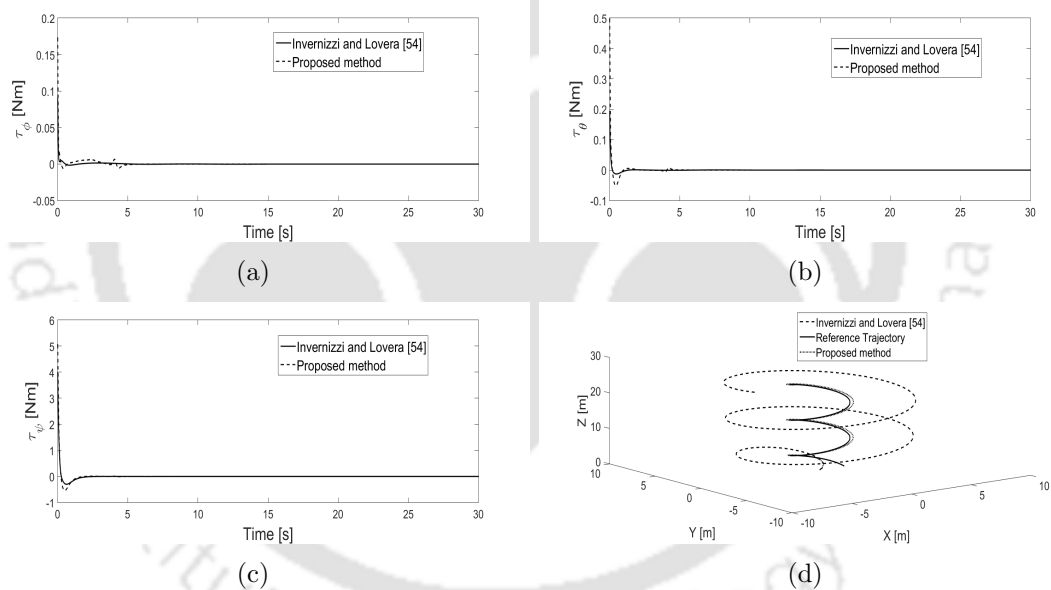 0.2
0.15
0.1
0.05
0
-0.05
τ_ϕ [Nm]
0 5 10 15 20 25 30
Time [s]
Invernizzi and Lovera [54]
Proposed method
(a)
0.5
0.4
0.3
0.2
0.1
0
-0.1
τ_θ [Nm]
0 5 10 15 20 25 30
Time [s]
Invernizzi and Lovera [54]
Proposed method
(b)
6
5
4
3
2
1
0
-1
τ_ψ [Nm]
0 5 10 15 20 25 30
Time [s]
Invernizzi and Lovera [54]
Proposed method
(c)
Invernizzi and Lovera [54]
Reference Trajectory
Proposed method
30
20
10
0
Z [m]
10 5 0 -5 -10
Y [m]
-10 -5 0 5 10
X [m]
(d)